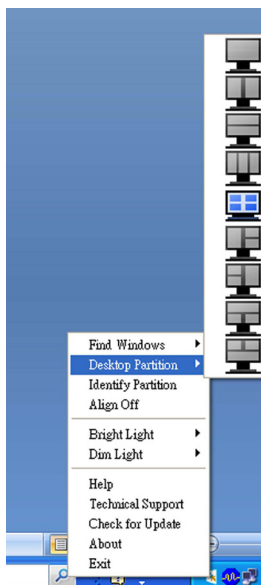 Find Windows
Desktop Partition
Identify Partition
Align Off
Bright Light
Dim Light
Help
Technical Support
Check for Update
About
Exit